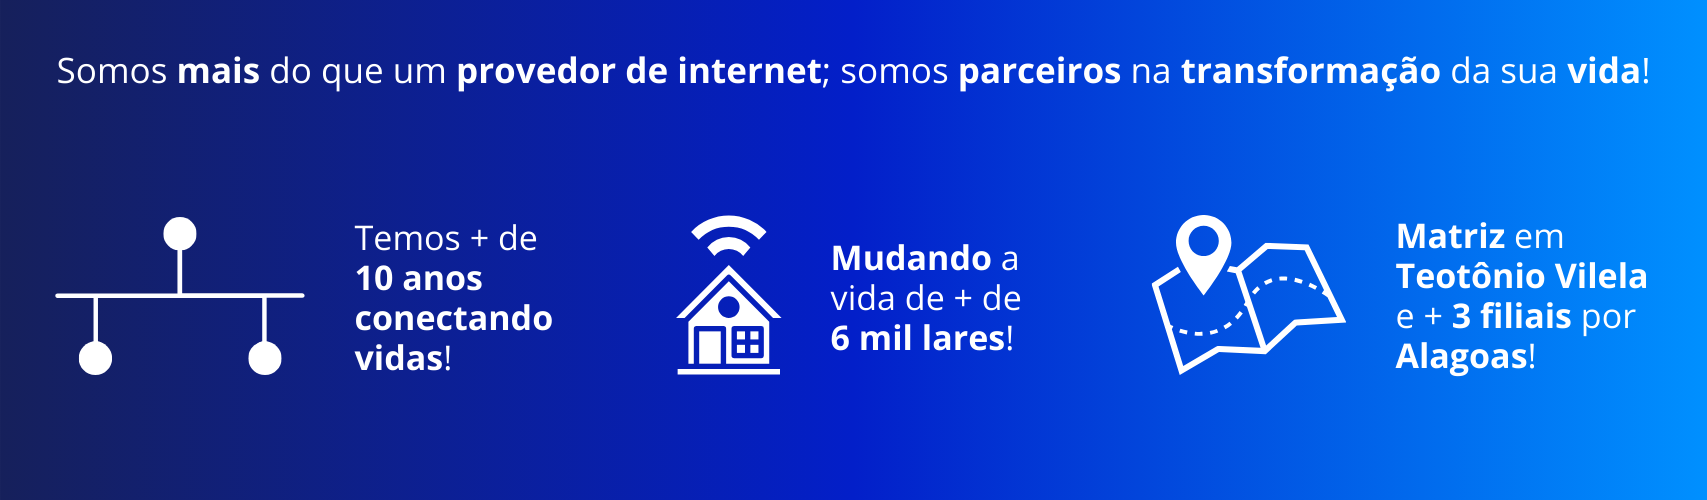 Somos mais do que um provedor de internet; somos parceiros na transformação da sua vida!
Temos + de
10 anos
conectando
vidas!
Mudando a
vida de + de
6 mil lares!
Matriz em
Teotônio Vilela
e + 3 filiais por
Alagoas!